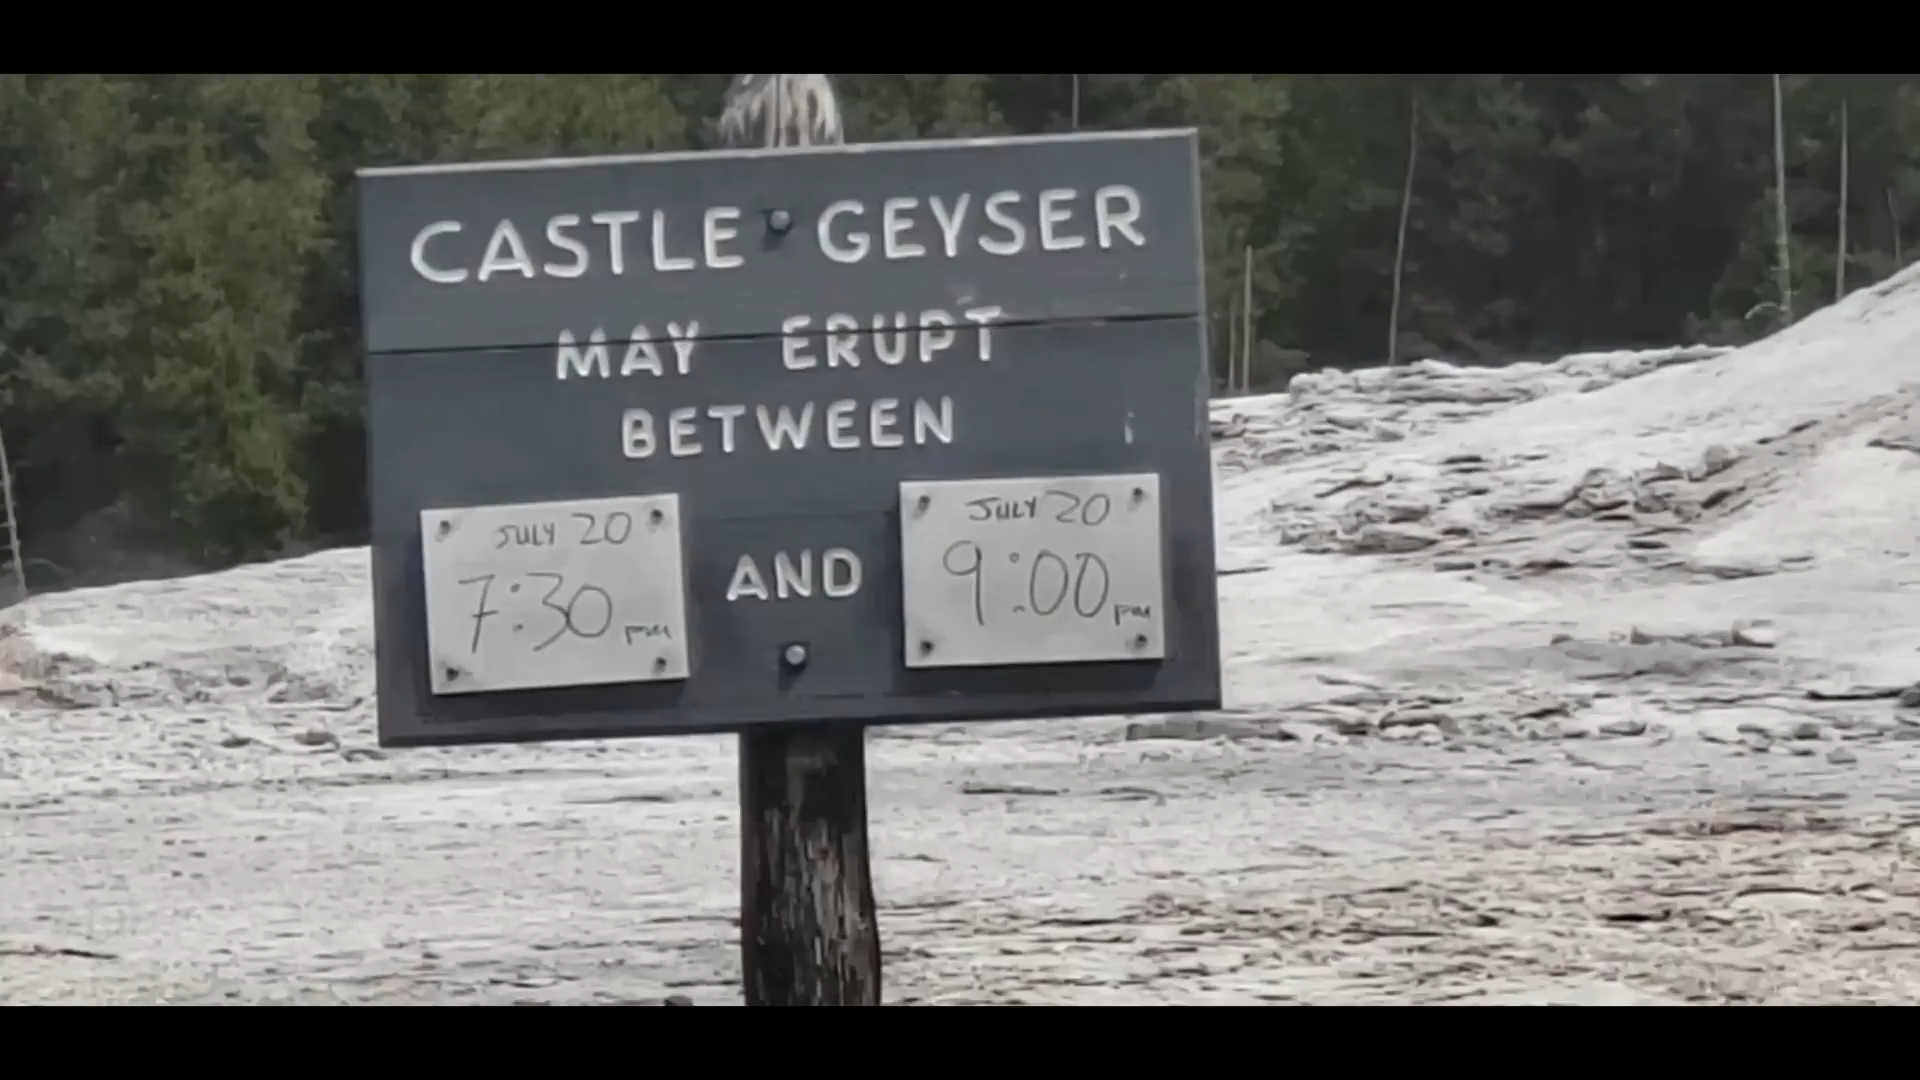 CASTLE GEYSER
MAY ERUPT
BETWEEN
JULY 20
7:30 pm
AND
JULY 20
9:00 pm